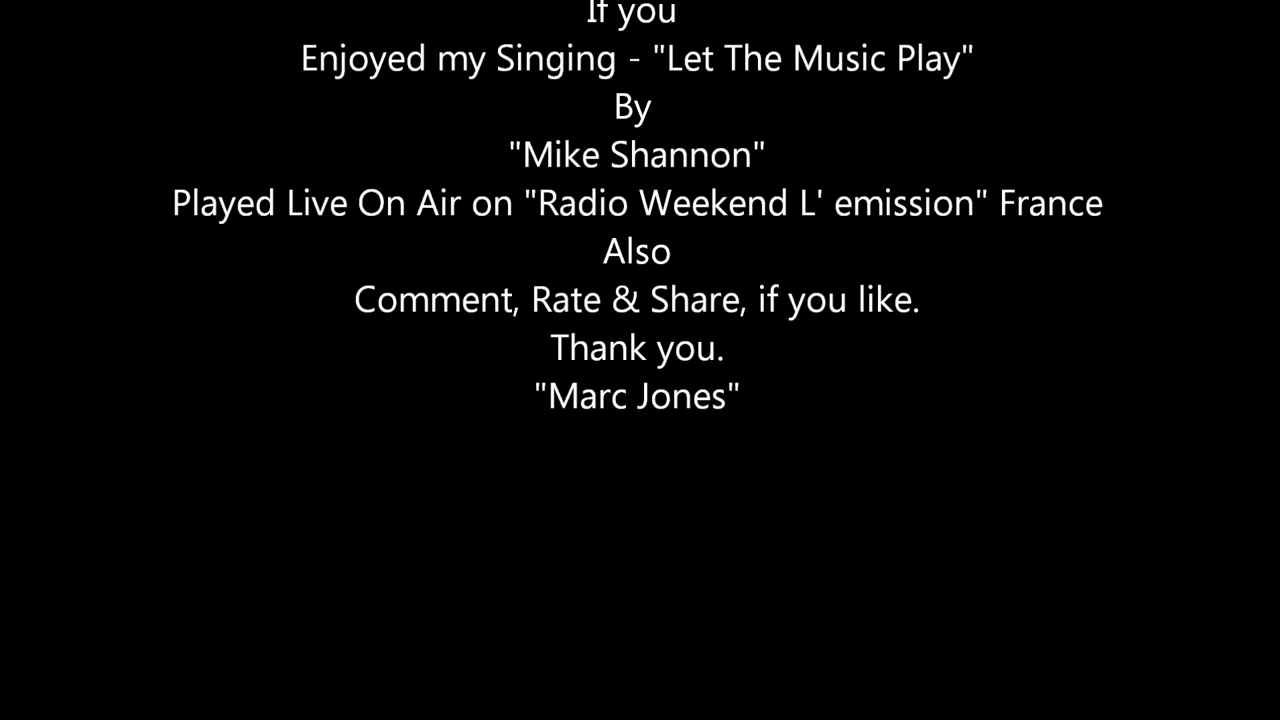 If you
Enjoyed my Singing - "Let The Music Play"
By
"Mike Shannon"
Played Live On Air on "Radio Weekend L' emission" France
Also
Comment, Rate & Share, if you like.
Thank you.
"Marc Jones"